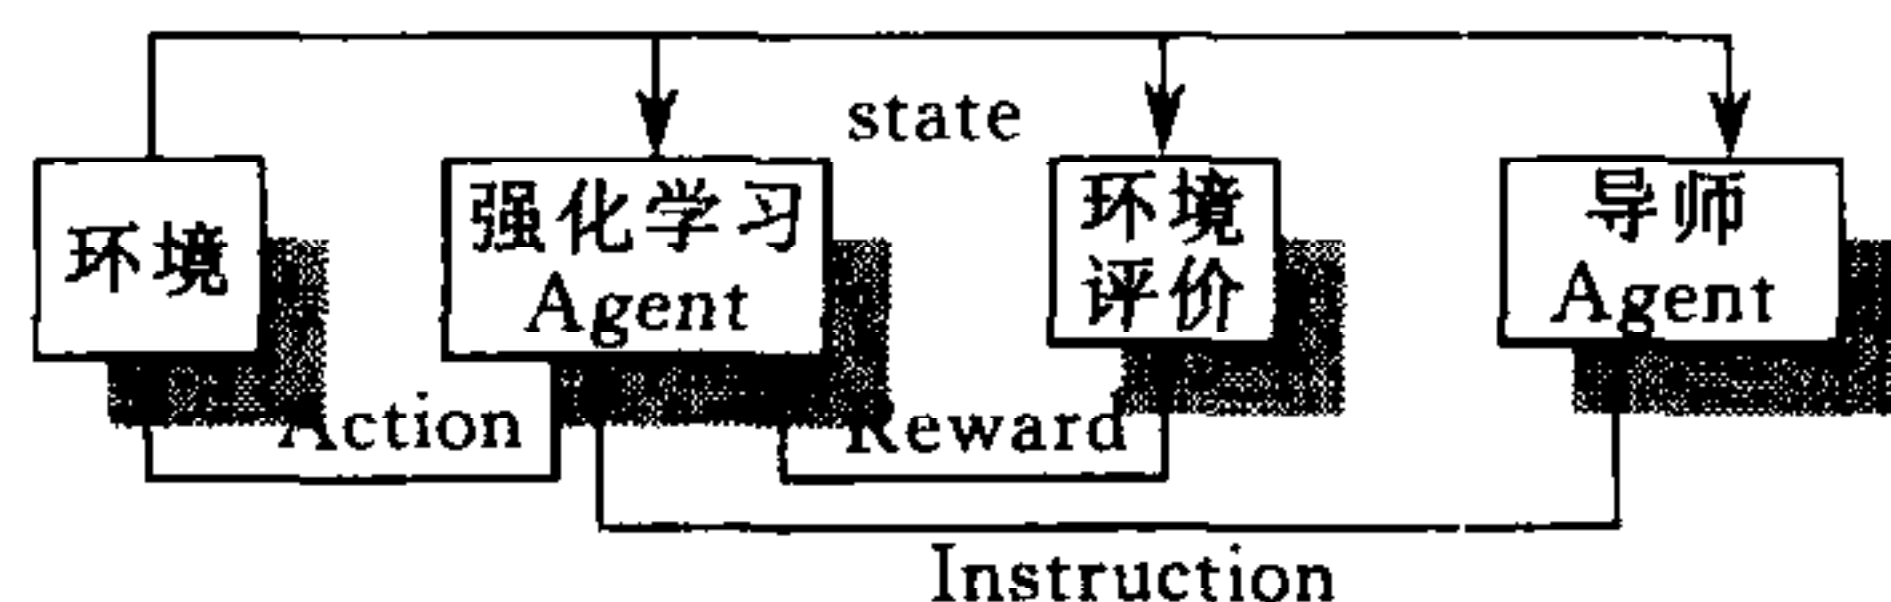 state
环境
强化学习
Agent
环境
评价
导师
Agent
Action
Reward
Instruction